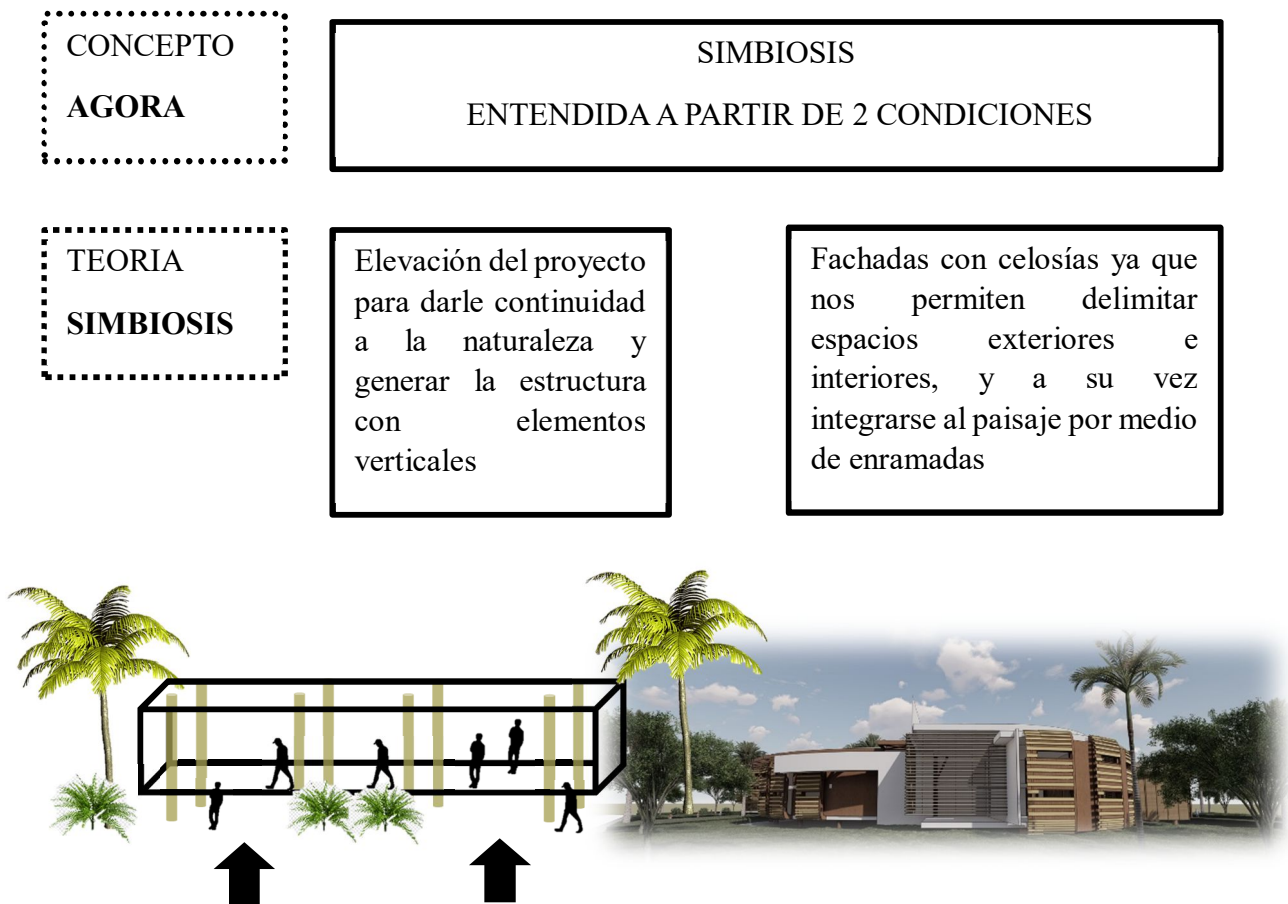 CONCEPTO
AGORA
SIMBIOSIS
ENTENDIDA A PARTIR DE 2 CONDICIONES
TEORIA
SIMBIOSIS
Elevación del proyecto
para darle continuidad
a la naturaleza y
generar la estructura
con elementos
verticales
Fachadas con celosías ya que
nos permiten delimitar
espacios exteriores e
interiores, y a su vez
integrarse al paisaje por medio
de enramadas